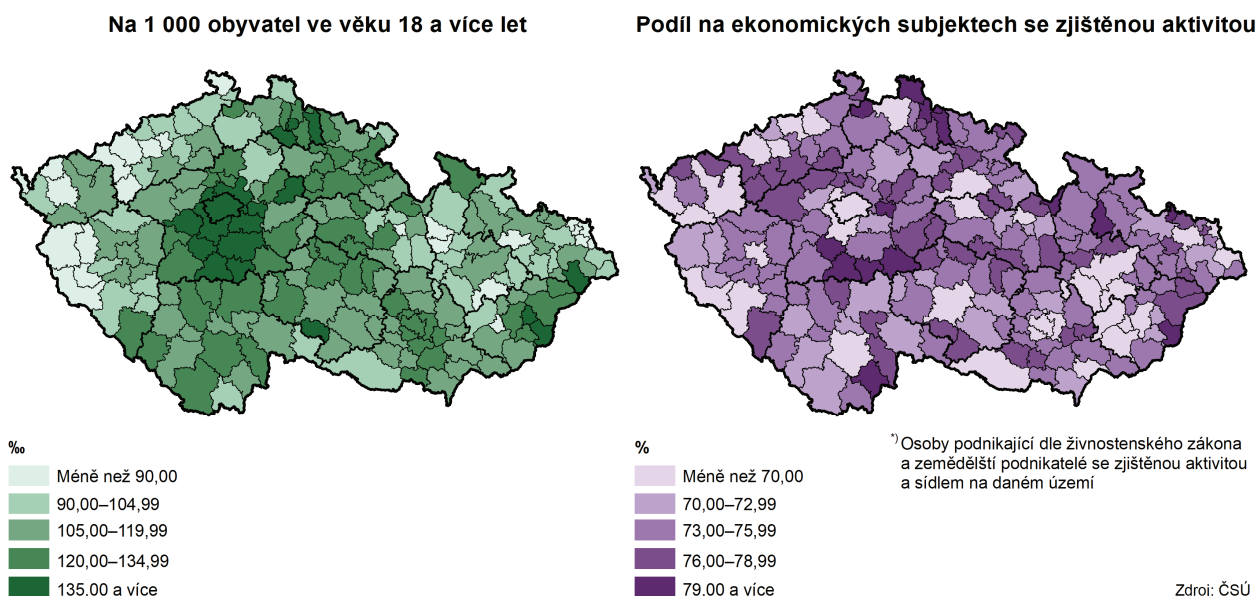 Na 1 000 obyvatel ve věku 18 a více let
Podíl na ekonomických subjektech se zjištěnou aktivitou
‰
Méně než 90,00
90,00–104,99
105,00–119,99
120,00–134,99
135.00 a více
%
Méně než 70,00
70,00–72,99
73,00–75,99
76,00–78,99
79.00 a více
*) Osoby podnikající dle živnostenského zákona
a zemědělští podnikatelé se zjištěnou aktivitou
a sídlem na daném území
Zdroj: ČSÚ